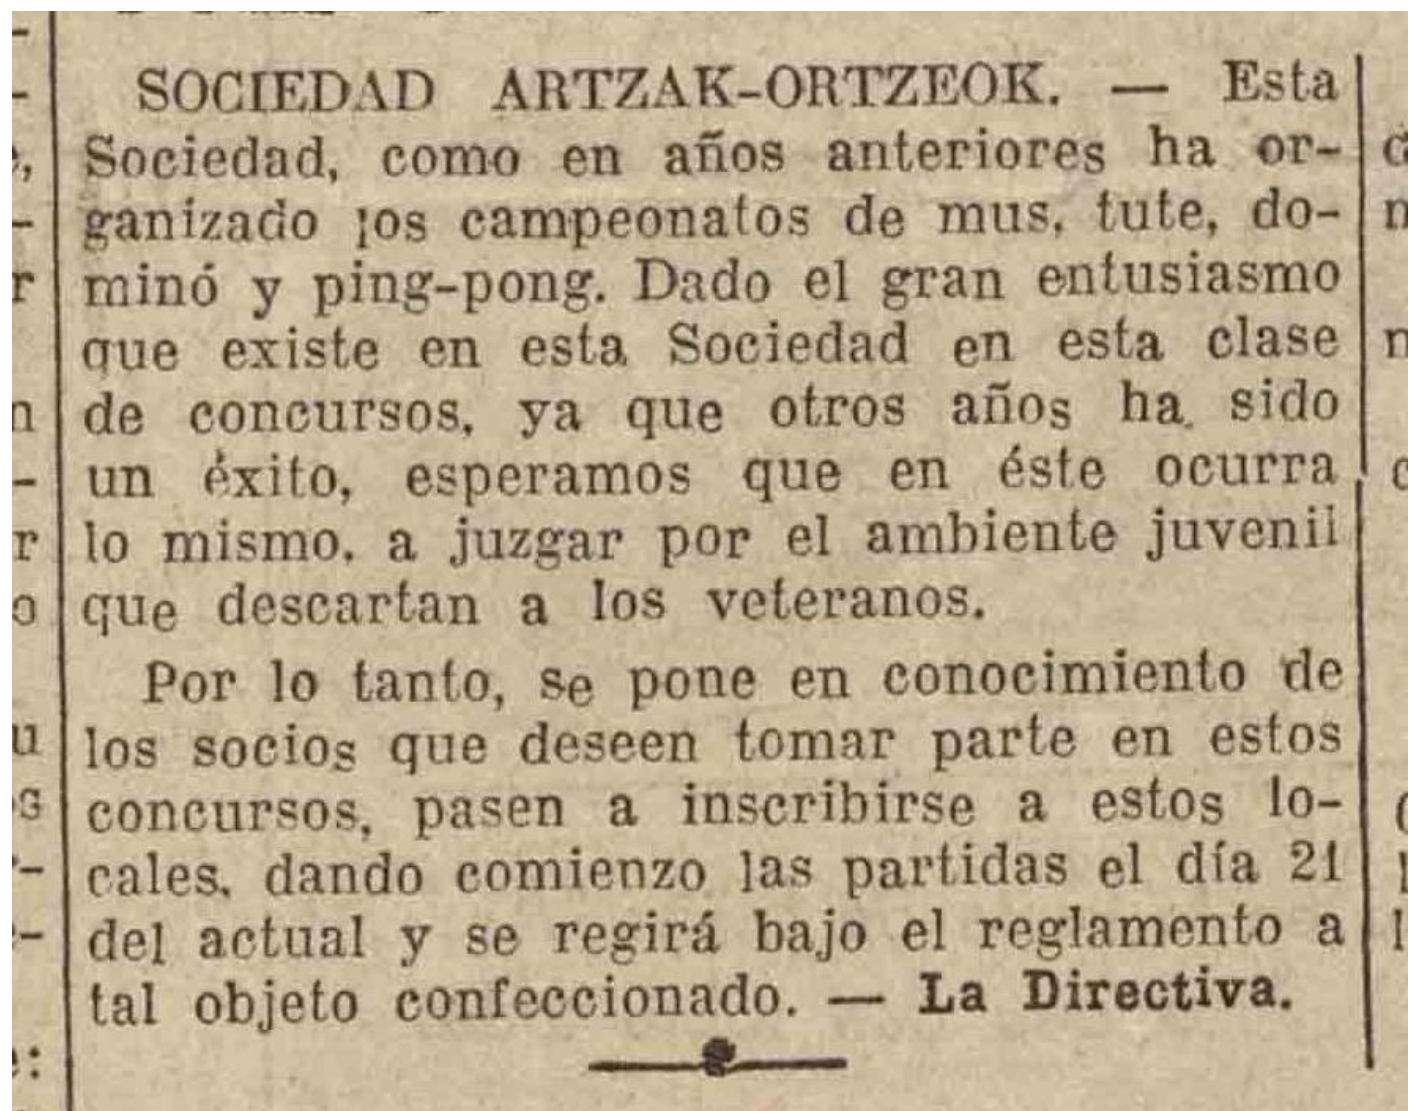 SOCIEDAD ARTZAK-ORTZEOK. — Esta
Sociedad, como en años anteriores ha or-
ganizado los campeonatos de mus, tute, do-
minó y ping-pong. Dado el gran entusiasmo
que existe en esta Sociedad en esta clase
de concursos, ya que otros años ha sido
un éxito, esperamos que en éste ocurra
lo mismo, a juzgar por el ambiente juvenil
que descartan a los veteranos.
Por lo tanto, se pone en conocimiento de
los socios que deseen tomar parte en estos
concursos, pasen a inscribirse a estos lo-
cales, dando comienzo las partidas el día 21
del actual y se regirá bajo el reglamento a
tal objeto confeccionado. — La Directiva.